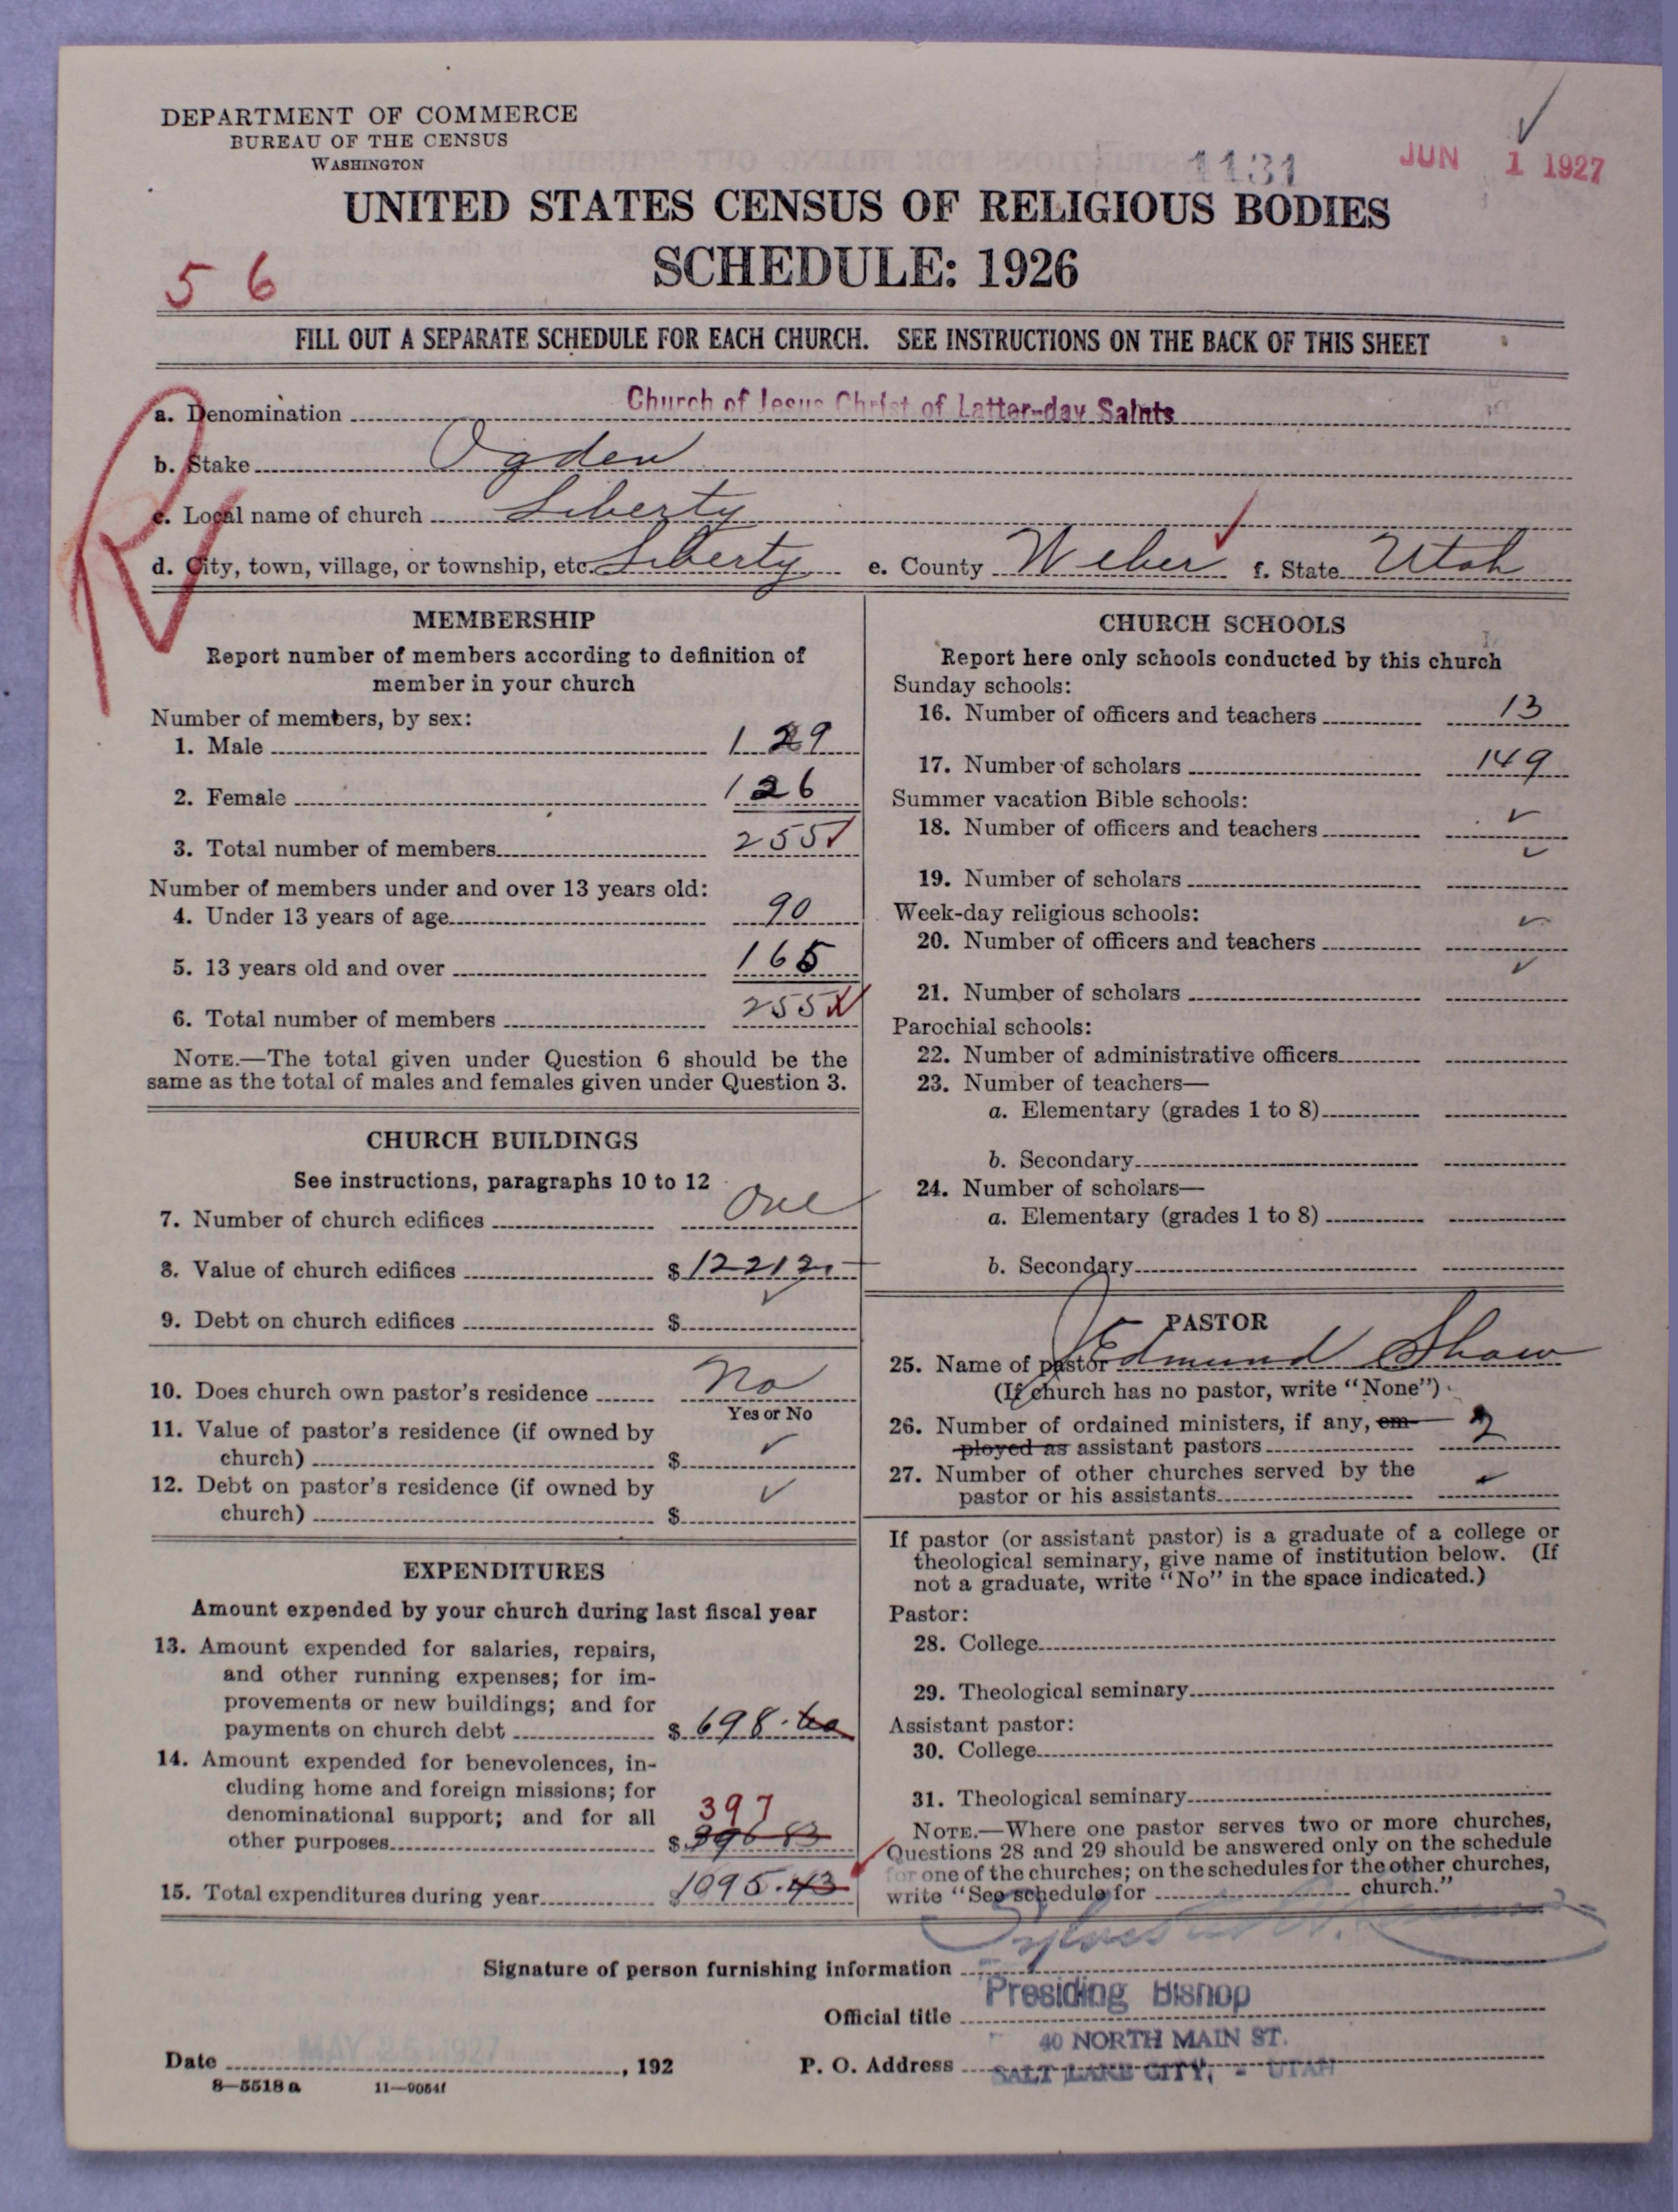 DEPARTMENT OF COMMERCE
BUREAU OF THE CENSUS
WASHINGTON
1131
JUN 1 1927
UNITED STATES CENSUS OF RELIGIOUS BODIES
SCHEDULE: 1926
5 6
FILL OUT A SEPARATE SCHEDULE FOR EACH CHURCH. SEE INSTRUCTIONS ON THE BACK OF THIS SHEET
R
a. Denomination Church of Jesus Christ of Latter-day Saints
b. Stake Ogden
c. Local name of church Liberty
d. City, town, village, or township, etc. Liberty e. County Weber f. State Utah
MEMBERSHIP
Report number of members according to definition of
member in your church
Number of members, by sex:
1. Male 129
2. Female 126
3. Total number of members 255
Number of members under and over 13 years old:
4. Under 13 years of age 90
5. 13 years old and over 165
6. Total number of members 255
NOTE.—The total given under Question 6 should be the
same as the total of males and females given under Question 3.
CHURCH BUILDINGS
See instructions, paragraphs 10 to 12
7. Number of church edifices One
8. Value of church edifices $ 12212
9. Debt on church edifices $
10. Does church own pastor's residence No
Yes or No
11. Value of pastor's residence (if owned by
church) $
12. Debt on pastor's residence (if owned by
church) $
EXPENDITURES
Amount expended by your church during last fiscal year
13. Amount expended for salaries, repairs,
and other running expenses; for im-
provements or new buildings; and for
payments on church debt $ 698.60
14. Amount expended for benevolences, in-
cluding home and foreign missions; for
denominational support; and for all 397
other purposes $ 396 83
15. Total expenditures during year $ 1095.43
CHURCH SCHOOLS
Report here only schools conducted by this church
Sunday schools:
16. Number of officers and teachers 13
17. Number of scholars 149
Summer vacation Bible schools:
18. Number of officers and teachers
19. Number of scholars
Week-day religious schools:
20. Number of officers and teachers
21. Number of scholars
Parochial schools:
22. Number of administrative officers
23. Number of teachers—
a. Elementary (grades 1 to 8)
b. Secondary
24. Number of scholars—
a. Elementary (grades 1 to 8)
b. Secondary
PASTOR
25. Name of pastor J Edmund Shaw
(If church has no pastor, write "None")
26. Number of ordained ministers, if any, em-
ployed as assistant pastors 2
27. Number of other churches served by the
pastor or his assistants
If pastor (or assistant pastor) is a graduate of a college or
theological seminary, give name of institution below. (If
not a graduate, write "No" in the space indicated.)
Pastor:
28. College
29. Theological seminary
Assistant pastor:
30. College
31. Theological seminary
NOTE.—Where one pastor serves two or more churches,
Questions 28 and 29 should be answered only on the schedule
for one of the churches; on the schedules for the other churches,
write "See schedule for church."
Signature of person furnishing information
Official title Presiding Bishop
Date MAY 25 1927, 192
P. O. Address 40 NORTH MAIN ST.
SALT LAKE CITY, - UTAH
8—5518 a 11—9054f